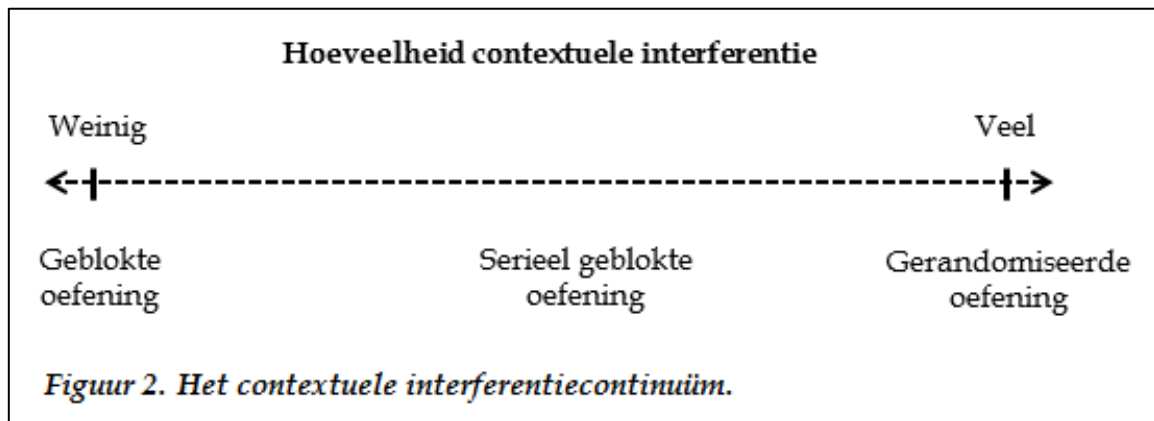 Hoeveelheid contextuele interferentie
Weinig
Veel
Geblokte
oefening
Serieel geblokte
oefening
Gerandomiseerde
oefening
Figuur 2. Het contextuele interferentiecontinuüm.